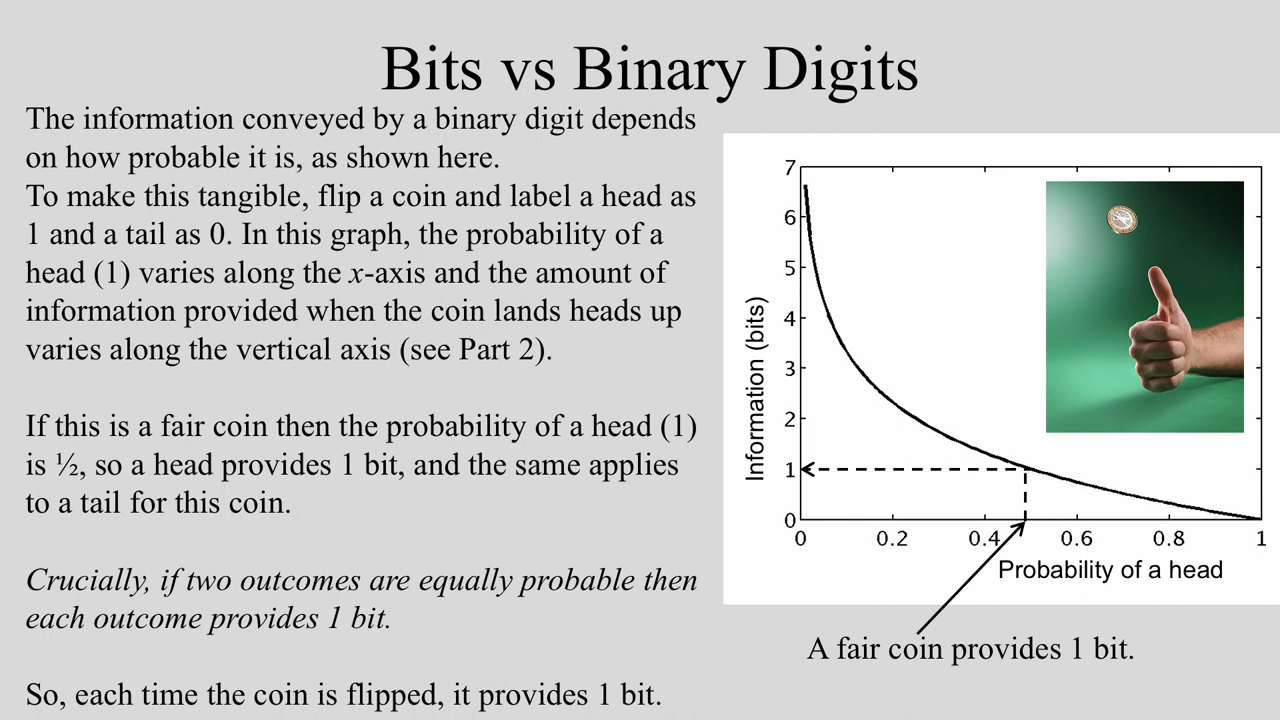 Bits vs Binary Digits
The information conveyed by a binary digit depends
on how probable it is, as shown here.
To make this tangible, flip a coin and label a head as
1 and a tail as 0. In this graph, the probability of a
head (1) varies along the x-axis and the amount of
information provided when the coin lands heads up
varies along the vertical axis (see Part 2).
If this is a fair coin then the probability of a head (1)
is ½, so a head provides 1 bit, and the same applies
to a tail for this coin.
Crucially, if two outcomes are equally probable then
each outcome provides 1 bit.
So, each time the coin is flipped, it provides 1 bit.
7
6
5
4
3
2
1
0
Information (bits)
0 0.2 0.4 0.6 0.8 1
Probability of a head
A fair coin provides 1 bit.